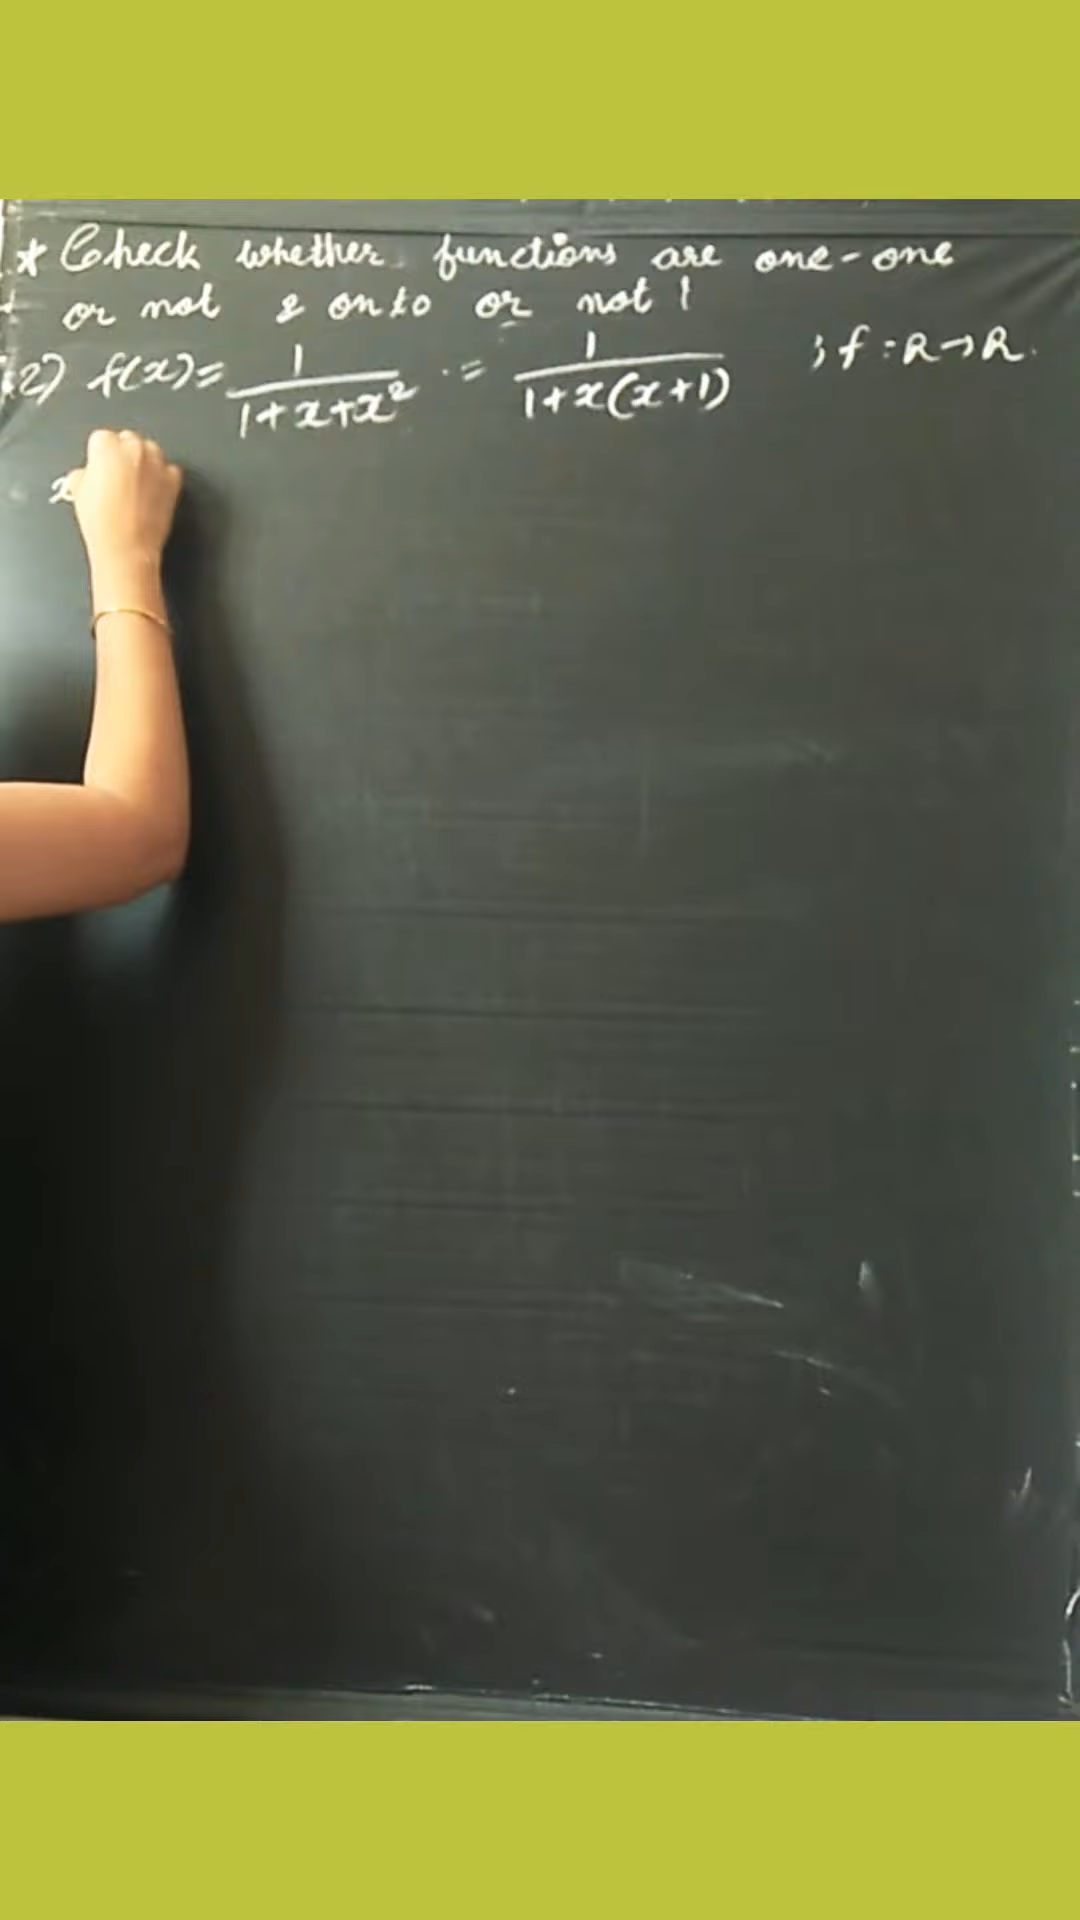 * Check whether functions are one-one
or not & onto or not !
2) f(x) = 1/(1+x+x²) = 1/(1+x(x+1)) ; f : R→R.
x